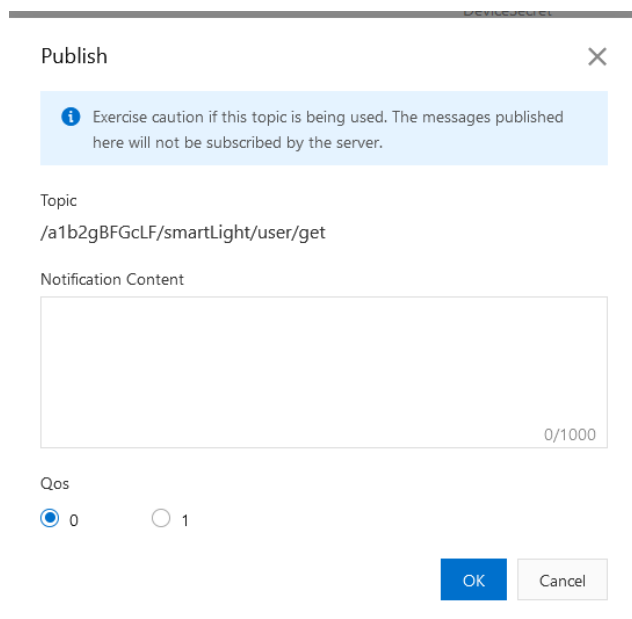 DeviceSecret
Publish
Exercise caution if this topic is being used. The messages published
here will not be subscribed by the server.
Topic
/a1b2gBFGcLF/smartLight/user/get
Notification Content
0/1000
Qos
0 1
OK Cancel